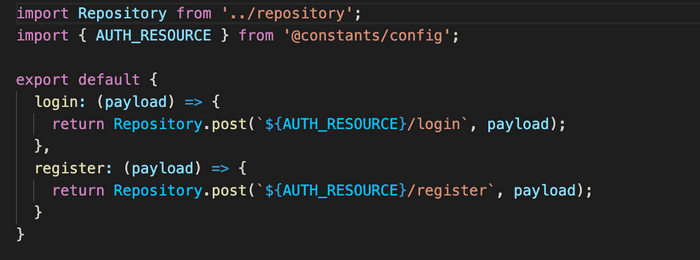 import Repository from '../repository';
import { AUTH_RESOURCE } from '@constants/config';

export default {
  login: (payload) => {
    return Repository.post(`${AUTH_RESOURCE}/login`, payload);
  },
  register: (payload) => {
    return Repository.post(`${AUTH_RESOURCE}/register`, payload);
  }
}